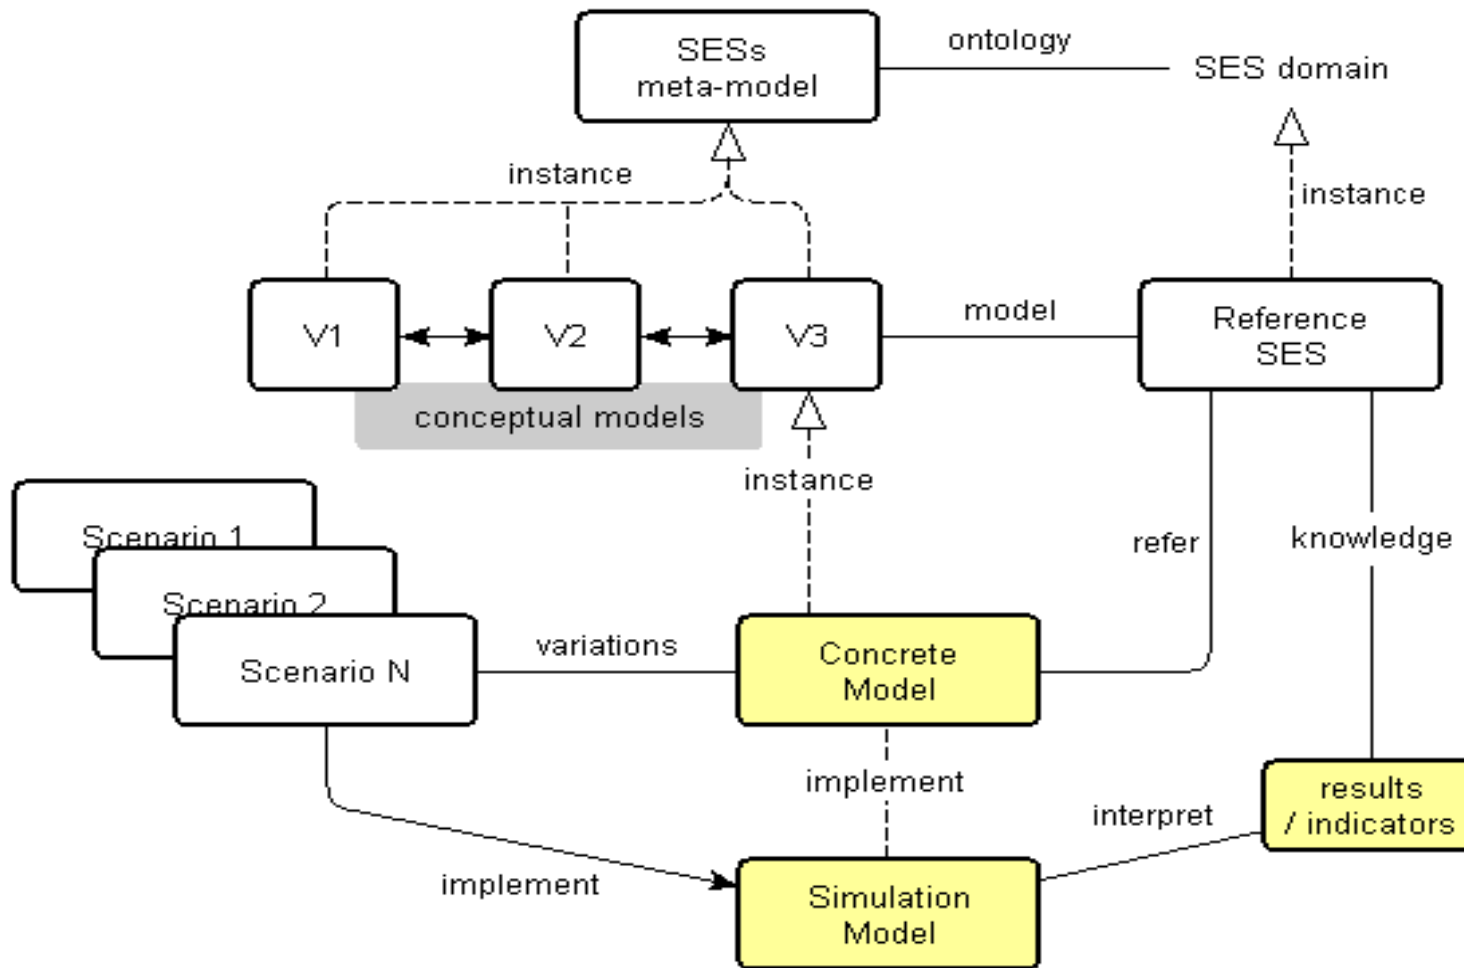 SESs
meta-model
ontology
SES domain
instance
instance
V1
V2
V3
model
Reference
SES
conceptual models
instance
Scenario 1
Scenario 2
Scenario N
variations
Concrete
Model
refer
knowledge
implement
interpret
results
/ indicators
implement
Simulation
Model